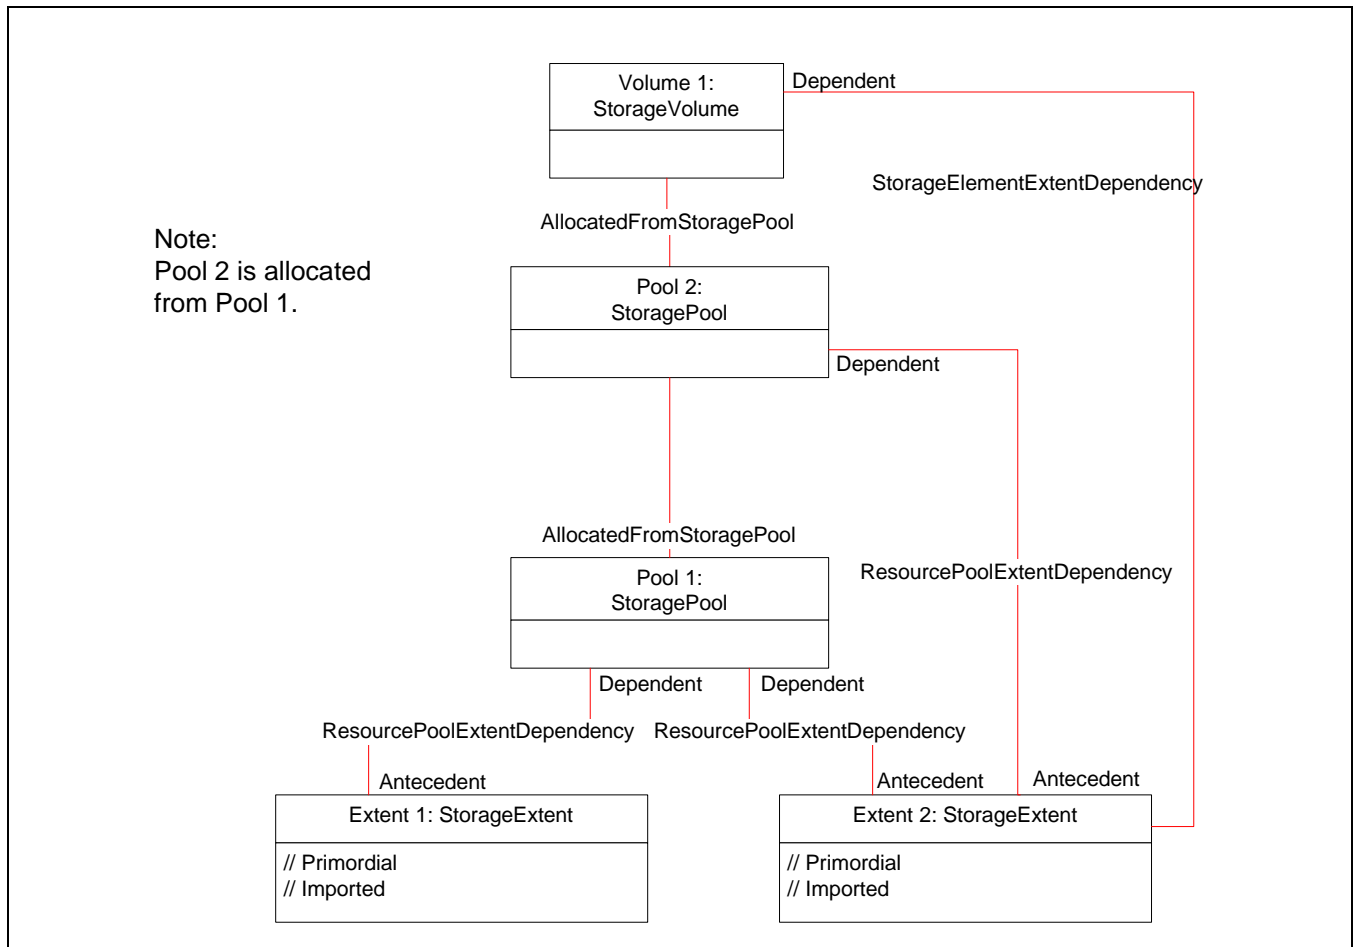 Volume 1:
StorageVolume
Dependent
StorageElementExtentDependency
AllocatedFromStoragePool
Note:
Pool 2 is allocated
from Pool 1.
Pool 2:
StoragePool
Dependent
AllocatedFromStoragePool
Pool 1:
StoragePool
ResourcePoolExtentDependency
Dependent
Dependent
ResourcePoolExtentDependency
ResourcePoolExtentDependency
Antecedent
Antecedent
Antecedent
Extent 1: StorageExtent
// Primordial
// Imported
Extent 2: StorageExtent
// Primordial
// Imported